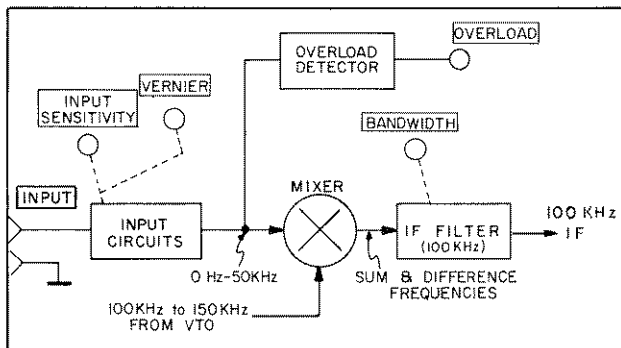 OVERLOAD
OVERLOAD
DETECTOR
VERNIER
INPUT
SENSITIVITY
BANDWIDTH
MIXER
INPUT
INPUT
CIRCUITS
IF FILTER
(100KHz)
100 KHz
IF
0 Hz-50KHz
SUM & DIFFERENCE
FREQUENCIES
100KHz to 150KHz
FROM VTO